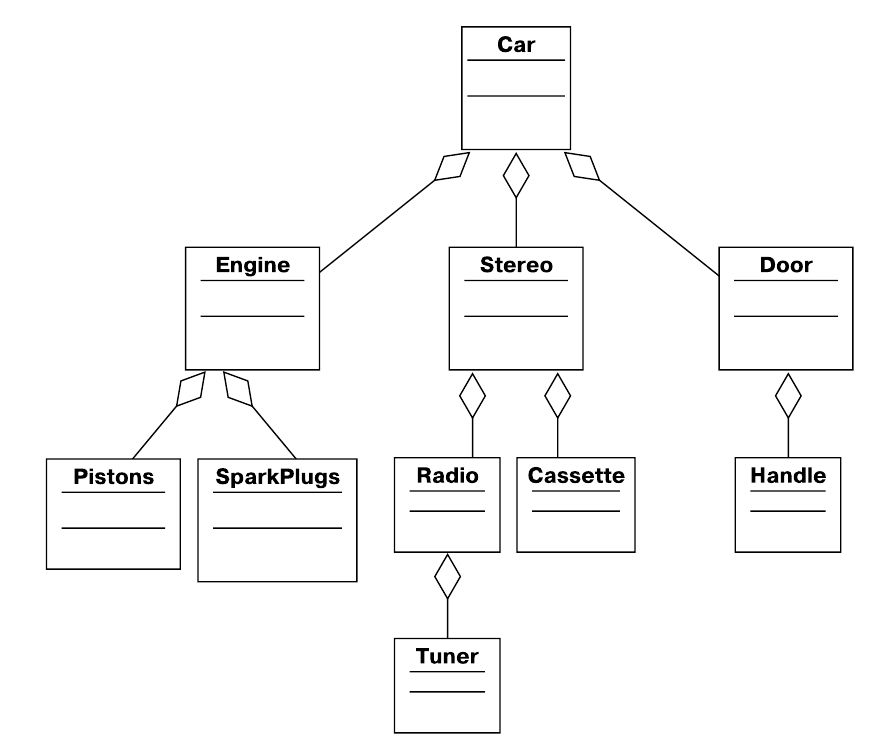 Car
Engine
Stereo
Door
Pistons
SparkPlugs
Radio
Cassette
Handle
Tuner